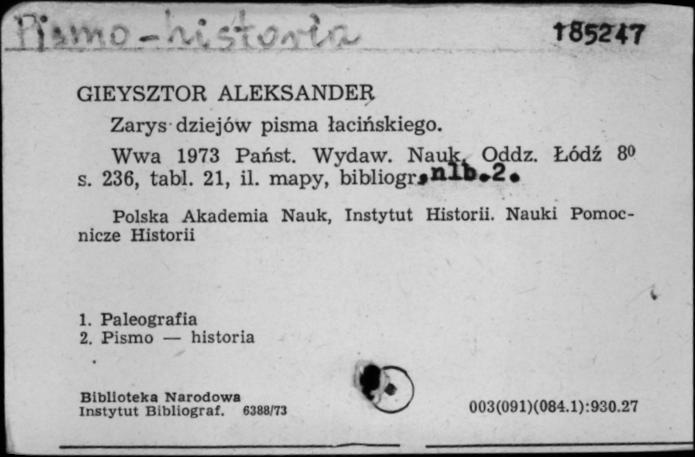 Pismo - historia
185247
GIEYSZTOR ALEKSANDER
Zarys dziejów pisma łacińskiego.
Wwa 1973 Państ. Wydaw. Nauk. Oddz. Łódź 8⁰
s. 236, tabl. 21, il. mapy, bibliogr., nlb. 2.
Polska Akademia Nauk, Instytut Historii. Nauki Pomoc-
nicze Historii
1. Paleografia
2. Pismo — historia
Biblioteka Narodowa
Instytut Bibliograf. 6388/73
003(091)(084.1):930.27